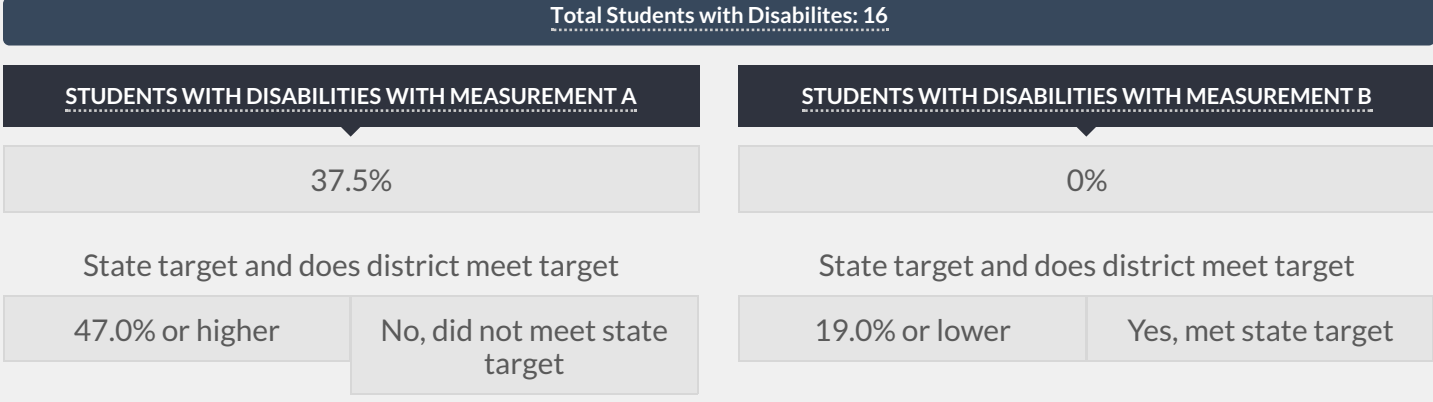 Total Students with Disabilites: 16
STUDENTS WITH DISABILITIES WITH MEASUREMENT A
37.5%
State target and does district meet target
47.0% or higher
No, did not meet state
target
STUDENTS WITH DISABILITIES WITH MEASUREMENT B
0%
State target and does district meet target
19.0% or lower
Yes, met state target